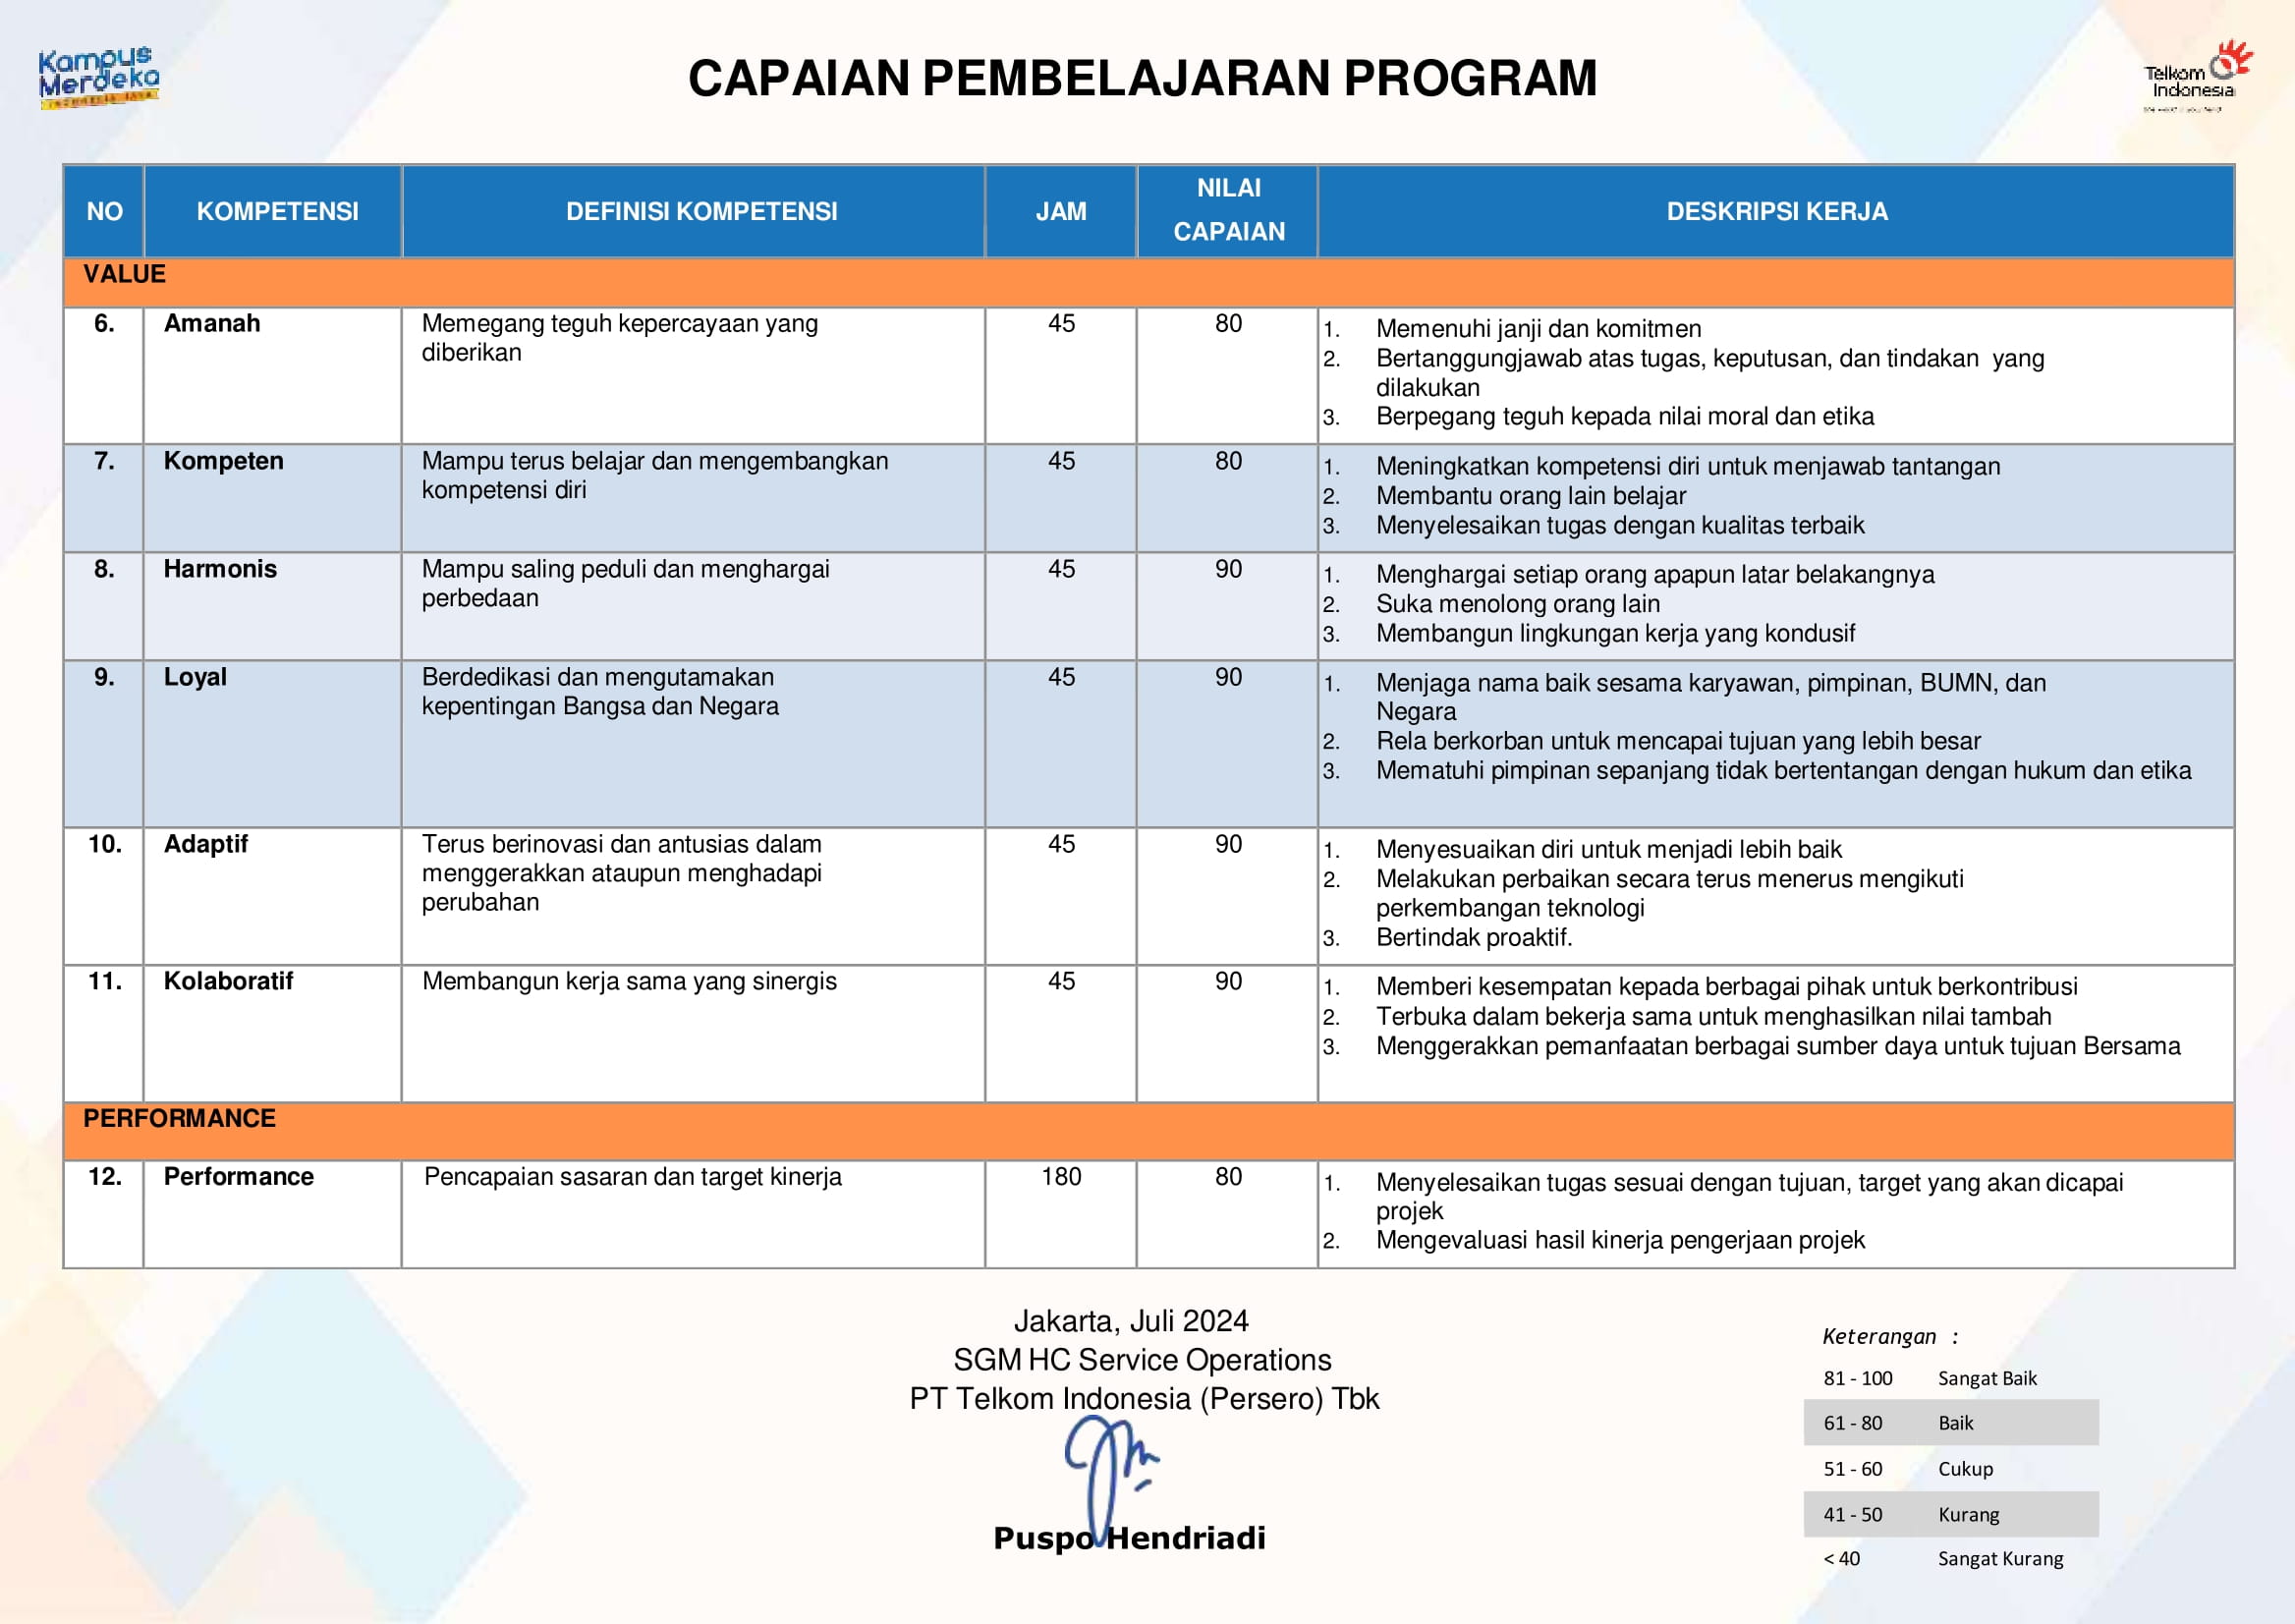 Kampus
Merdeka
INDONESIA JAYA
CAPAIAN PEMBELAJARAN PROGRAM
Telkom
Indonesia
NO
KOMPETENSI
DEFINISI KOMPETENSI
JAM
NILAI
CAPAIAN
DESKRIPSI KERJA
VALUE
6.
Amanah
Memegang teguh kepercayaan yang
diberikan
45
80
1. Memenuhi janji dan komitmen
2. Bertanggungjawab atas tugas, keputusan, dan tindakan yang
dilakukan
3. Berpegang teguh kepada nilai moral dan etika
7.
Kompeten
Mampu terus belajar dan mengembangkan
kompetensi diri
45
80
1. Meningkatkan kompetensi diri untuk menjawab tantangan
2. Membantu orang lain belajar
3. Menyelesaikan tugas dengan kualitas terbaik
8.
Harmonis
Mampu saling peduli dan menghargai
perbedaan
45
90
1. Menghargai setiap orang apapun latar belakangnya
2. Suka menolong orang lain
3. Membangun lingkungan kerja yang kondusif
9.
Loyal
Berdedikasi dan mengutamakan
kepentingan Bangsa dan Negara
45
90
1. Menjaga nama baik sesama karyawan, pimpinan, BUMN, dan
Negara
2. Rela berkorban untuk mencapai tujuan yang lebih besar
3. Mematuhi pimpinan sepanjang tidak bertentangan dengan hukum dan etika
10.
Adaptif
Terus berinovasi dan antusias dalam
menggerakkan ataupun menghadapi
perubahan
45
90
1. Menyesuaikan diri untuk menjadi lebih baik
2. Melakukan perbaikan secara terus menerus mengikuti
perkembangan teknologi
3. Bertindak proaktif.
11.
Kolaboratif
Membangun kerja sama yang sinergis
45
90
1. Memberi kesempatan kepada berbagai pihak untuk berkontribusi
2. Terbuka dalam bekerja sama untuk menghasilkan nilai tambah
3. Menggerakkan pemanfaatan berbagai sumber daya untuk tujuan Bersama
PERFORMANCE
12.
Performance
Pencapaian sasaran dan target kinerja
180
80
1. Menyelesaikan tugas sesuai dengan tujuan, target yang akan dicapai
projek
2. Mengevaluasi hasil kinerja pengerjaan projek
Jakarta, Juli 2024
SGM HC Service Operations
PT Telkom Indonesia (Persero) Tbk
Puspo Hendriadi
Keterangan :
81 - 100 Sangat Baik
61 - 80 Baik
51 - 60 Cukup
41 - 50 Kurang
< 40 Sangat Kurang